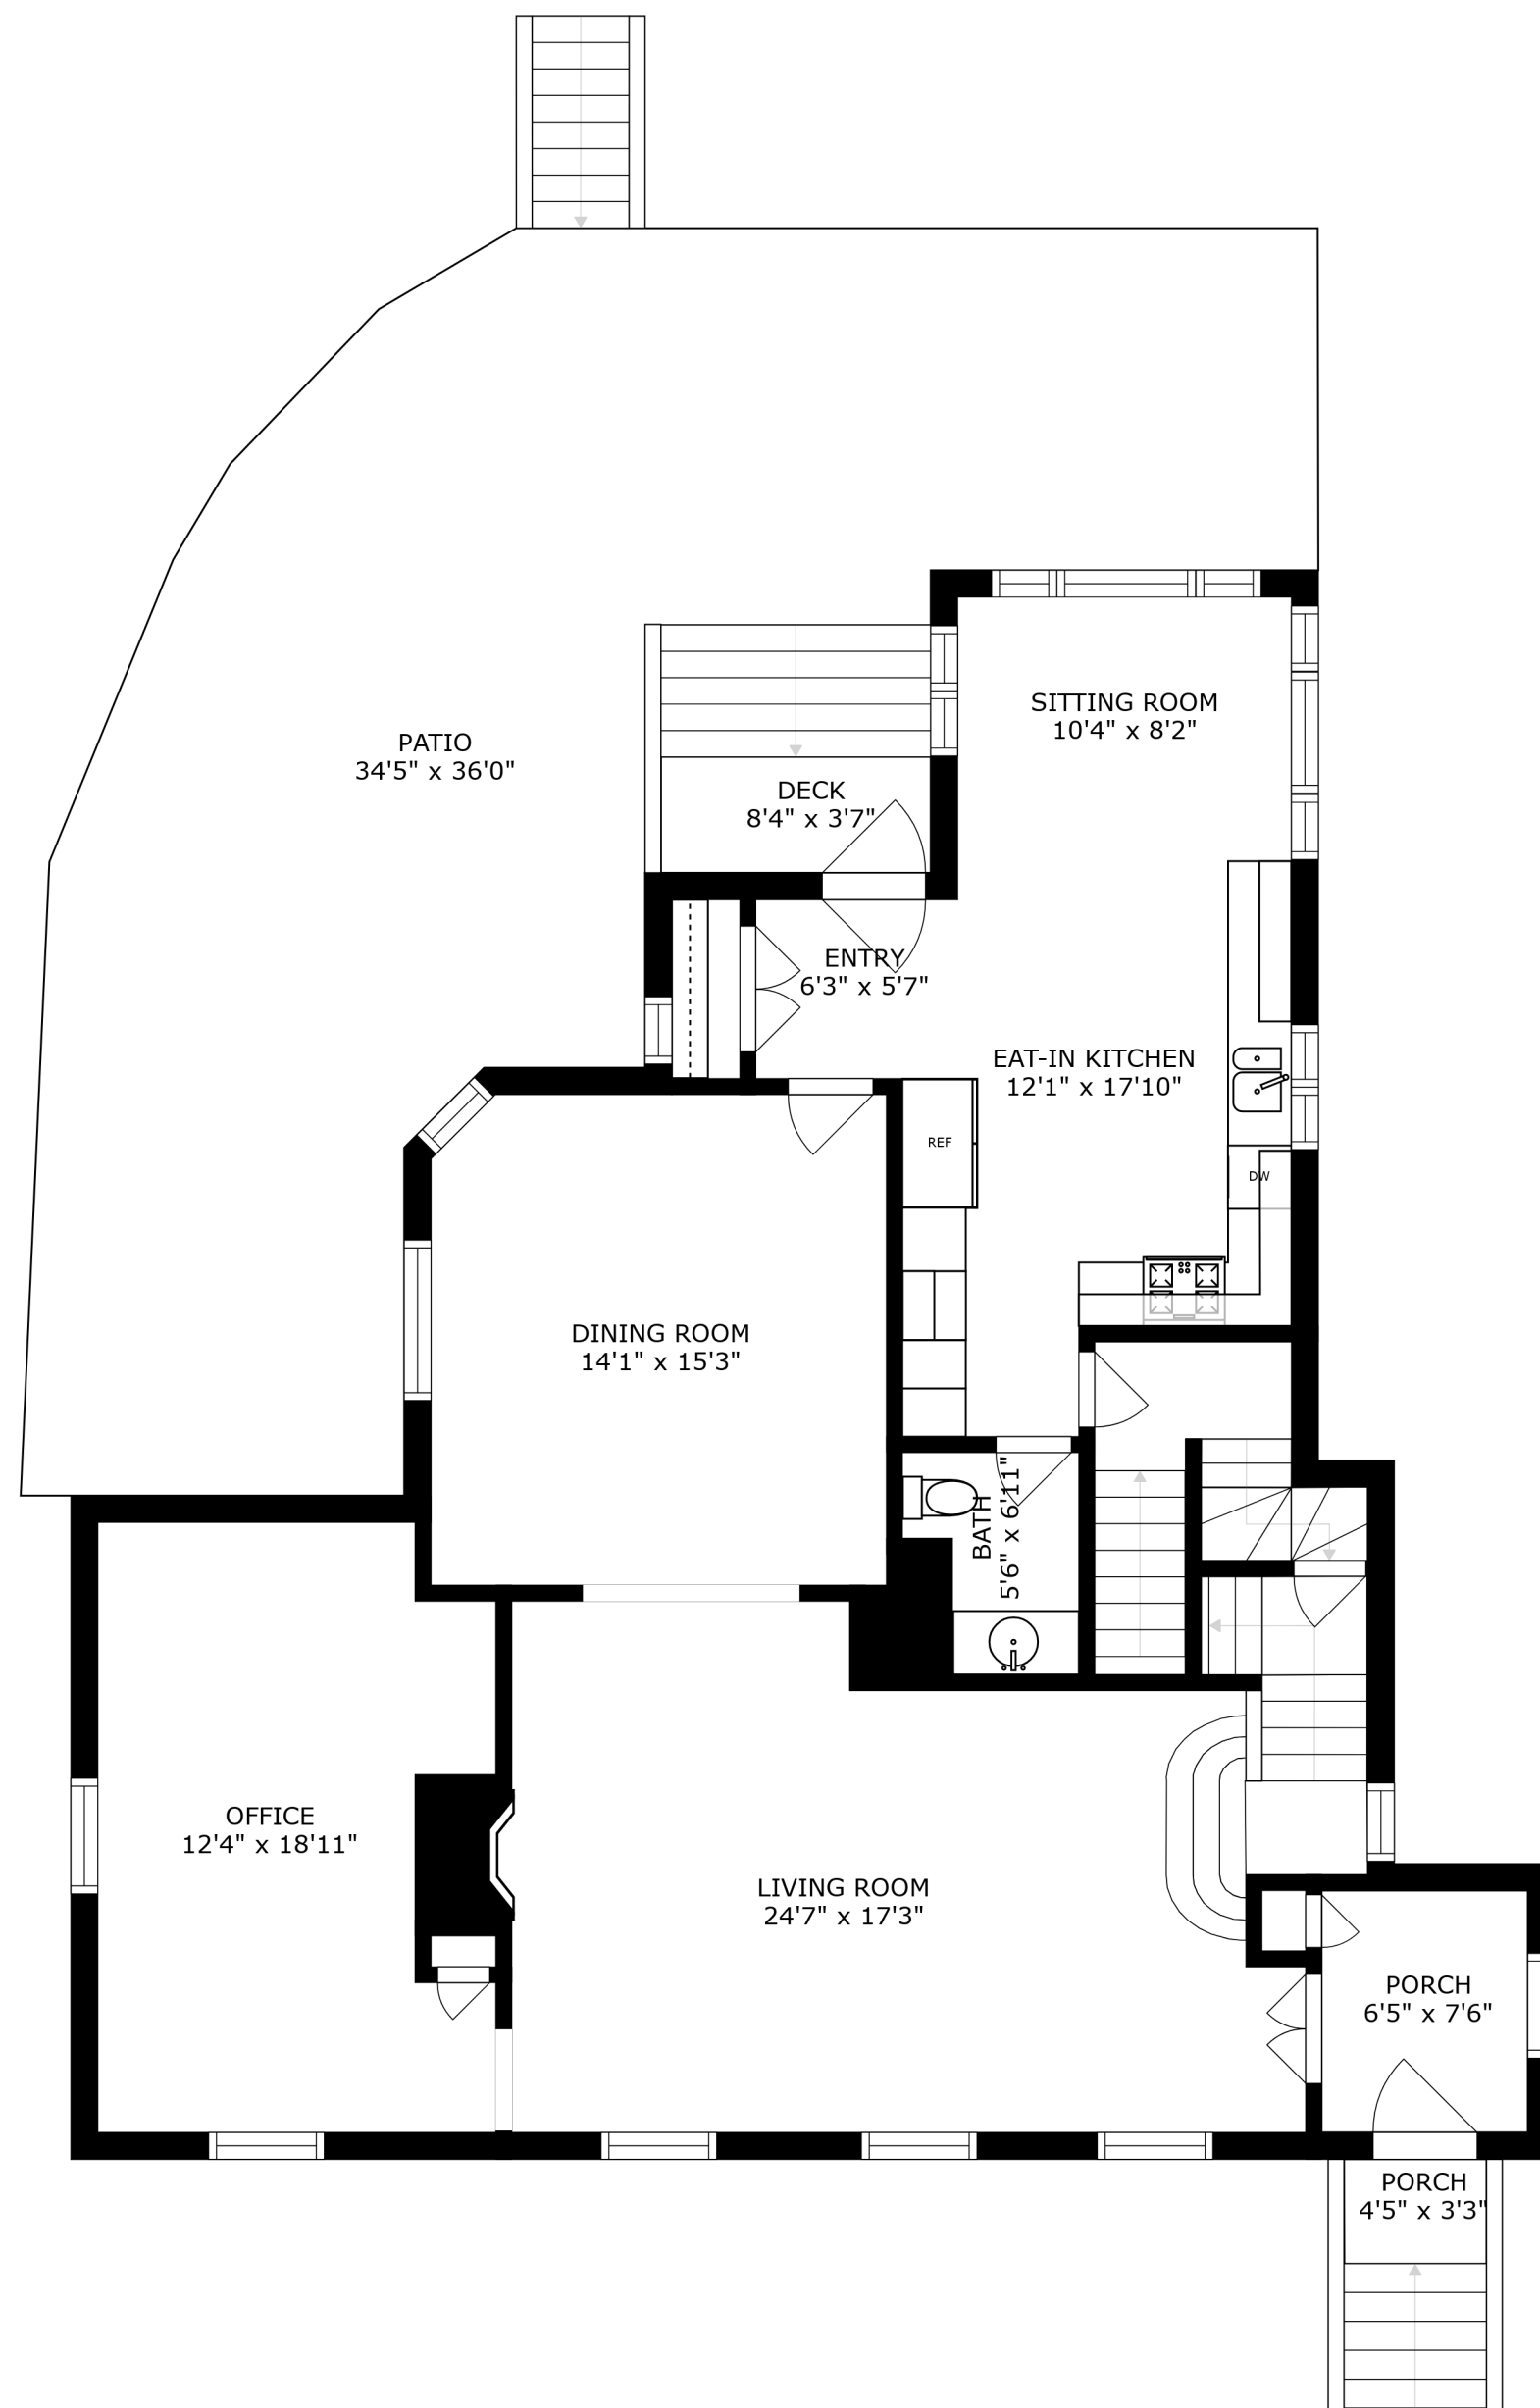 SITTING ROOM
10'4" x 8'2"
PATIO
34'5" x 36'0"
DECK
8'4" x 3'7"
ENTRY
6'3" x 5'7"
EAT-IN KITCHEN
12'1" x 17'10"
REF
DW
DINING ROOM
14'1" x 15'3"
BATH
5'6" x 6'11"
OFFICE
12'4" x 18'11"
LIVING ROOM
24'7" x 17'3"
PORCH
6'5" x 7'6"
PORCH
4'5" x 3'3"